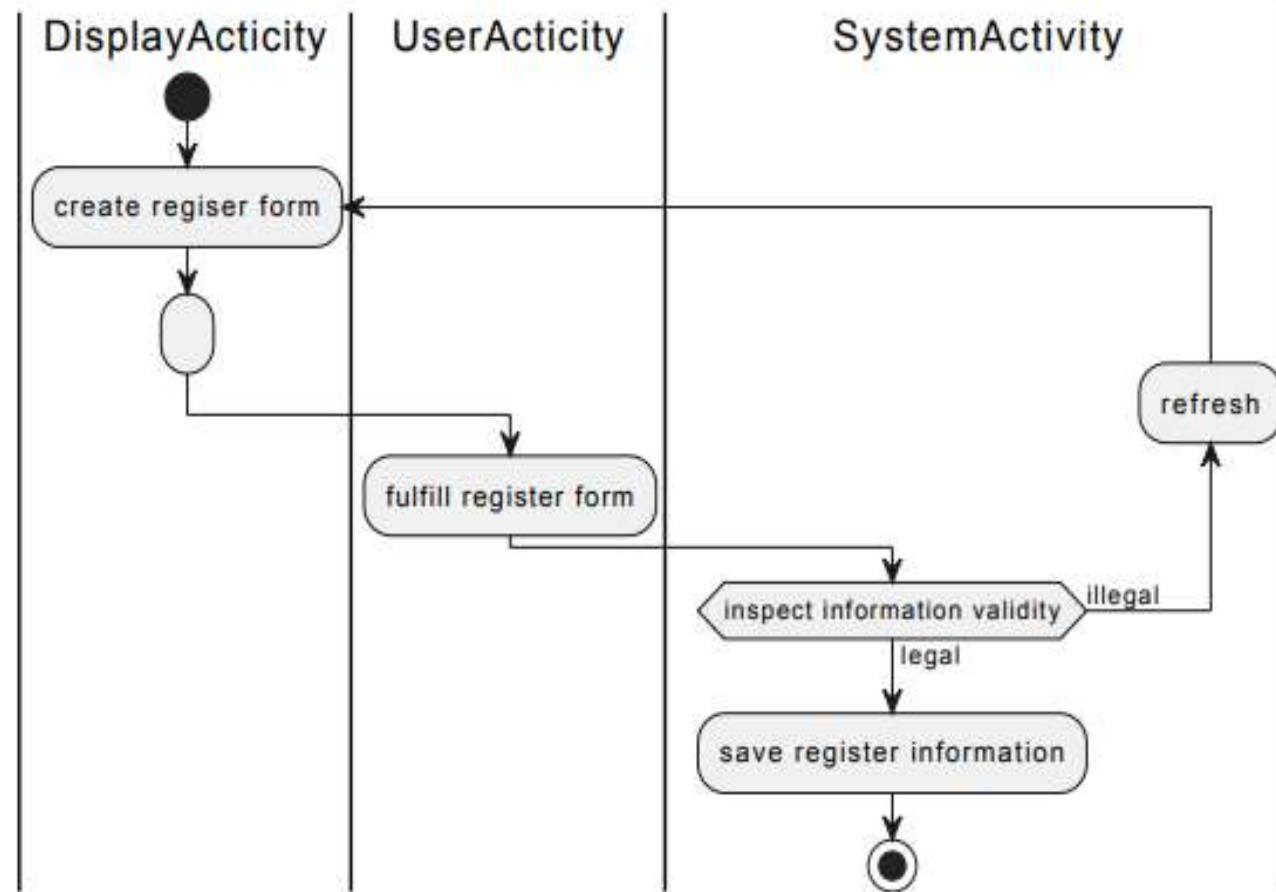 DisplayActicity
UserActicity
SystemActivity
create regiser form
refresh
fulfill register form
inspect information validity
illegal
legal
save register information